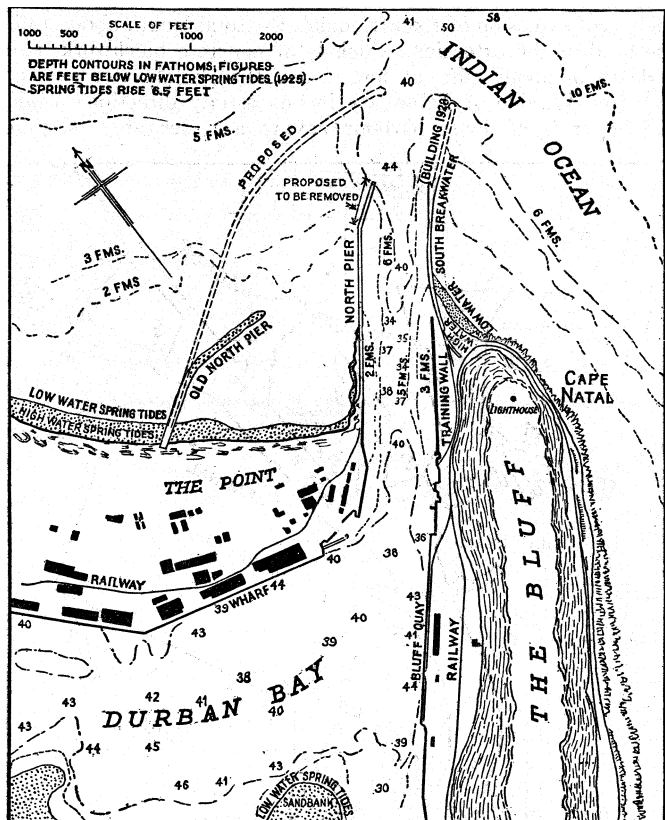 SCALE OF FEET
1000 500 0 1000 2000
DEPTH CONTOURS IN FATHOMS; FIGURES
ARE FEET BELOW LOW WATER SPRING TIDES (1925)
SPRING TIDES RISE 6.5 FEET
41 50 58
INDIAN
OCEAN
40
10 FMS.
5 FMS.
PROPOSED
(BUILDING 1928)
N
44
PROPOSED
TO BE REMOVED
SOUTH BREAKWATER
6 FMS.
3 FMS.
6 FMS.
40
2 FMS
NORTH PIER
LOW WATER
HIGH WATER
34
35
OLD NORTH PIER
37
34
2 FMS.
5 FMS.
3 FMS.
TRAINING WALL
38
37
CAPE
NATAL
LIGHTHOUSE
LOW WATER SPRING TIDES
HIGH WATER SPRING TIDES
40
THE POINT
THE BLUFF
36
38
40
RAILWAY
39 WHARF 44
40
43
40
43
39
41
BLUFF QUAY
RAILWAY
38
42
41
44
43
43
40
DURBAN BAY
44
45
39
43
46
41
30
LOW WATER SPRING TIDES
SANDBANK